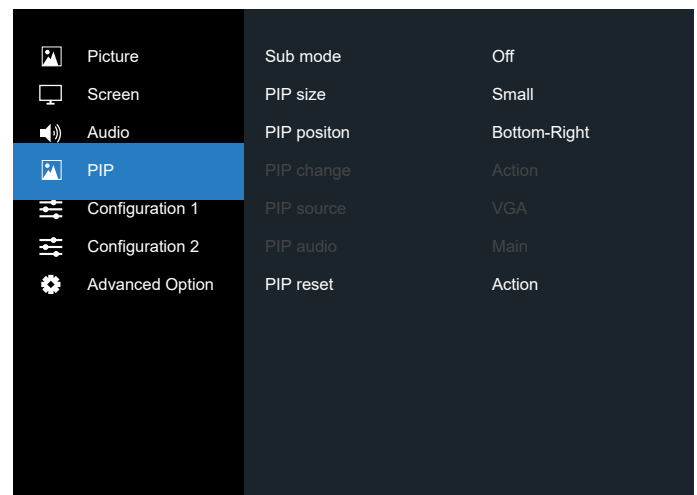 Picture Sub mode Off
Screen PIP size Small
Audio PIP positon Bottom-Right
PIP PIP change Action
Configuration 1 PIP source VGA
Configuration 2 PIP audio Main
Advanced Option PIP reset Action